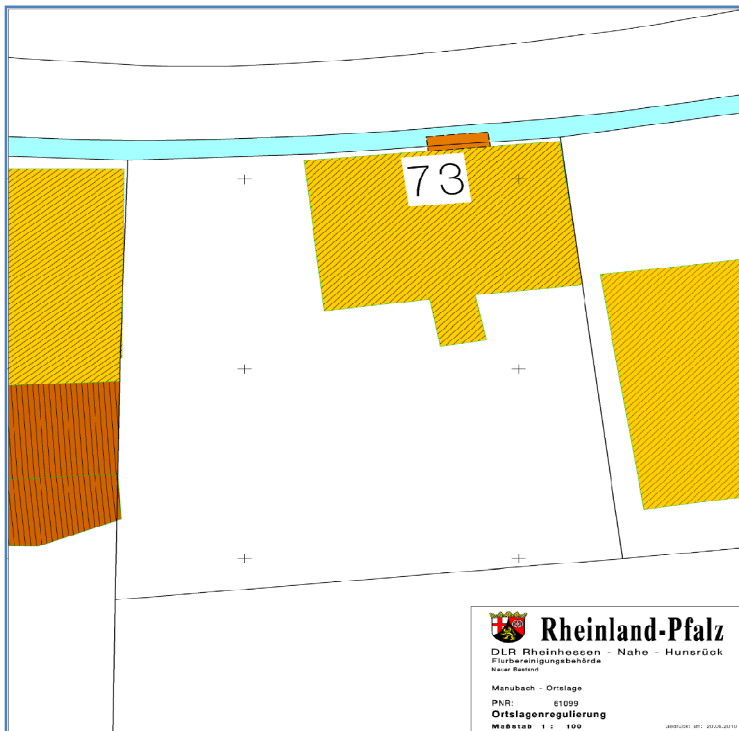 73
Rheinland-Pfalz
DLR Rheinhessen - Nahe - Hunsrück
Flurbereinigungsbehörde
Neuer Bestand
Manubach - Ortslage
PNR: 61099
Ortslagenregulierung
Maßstab 1 : 100